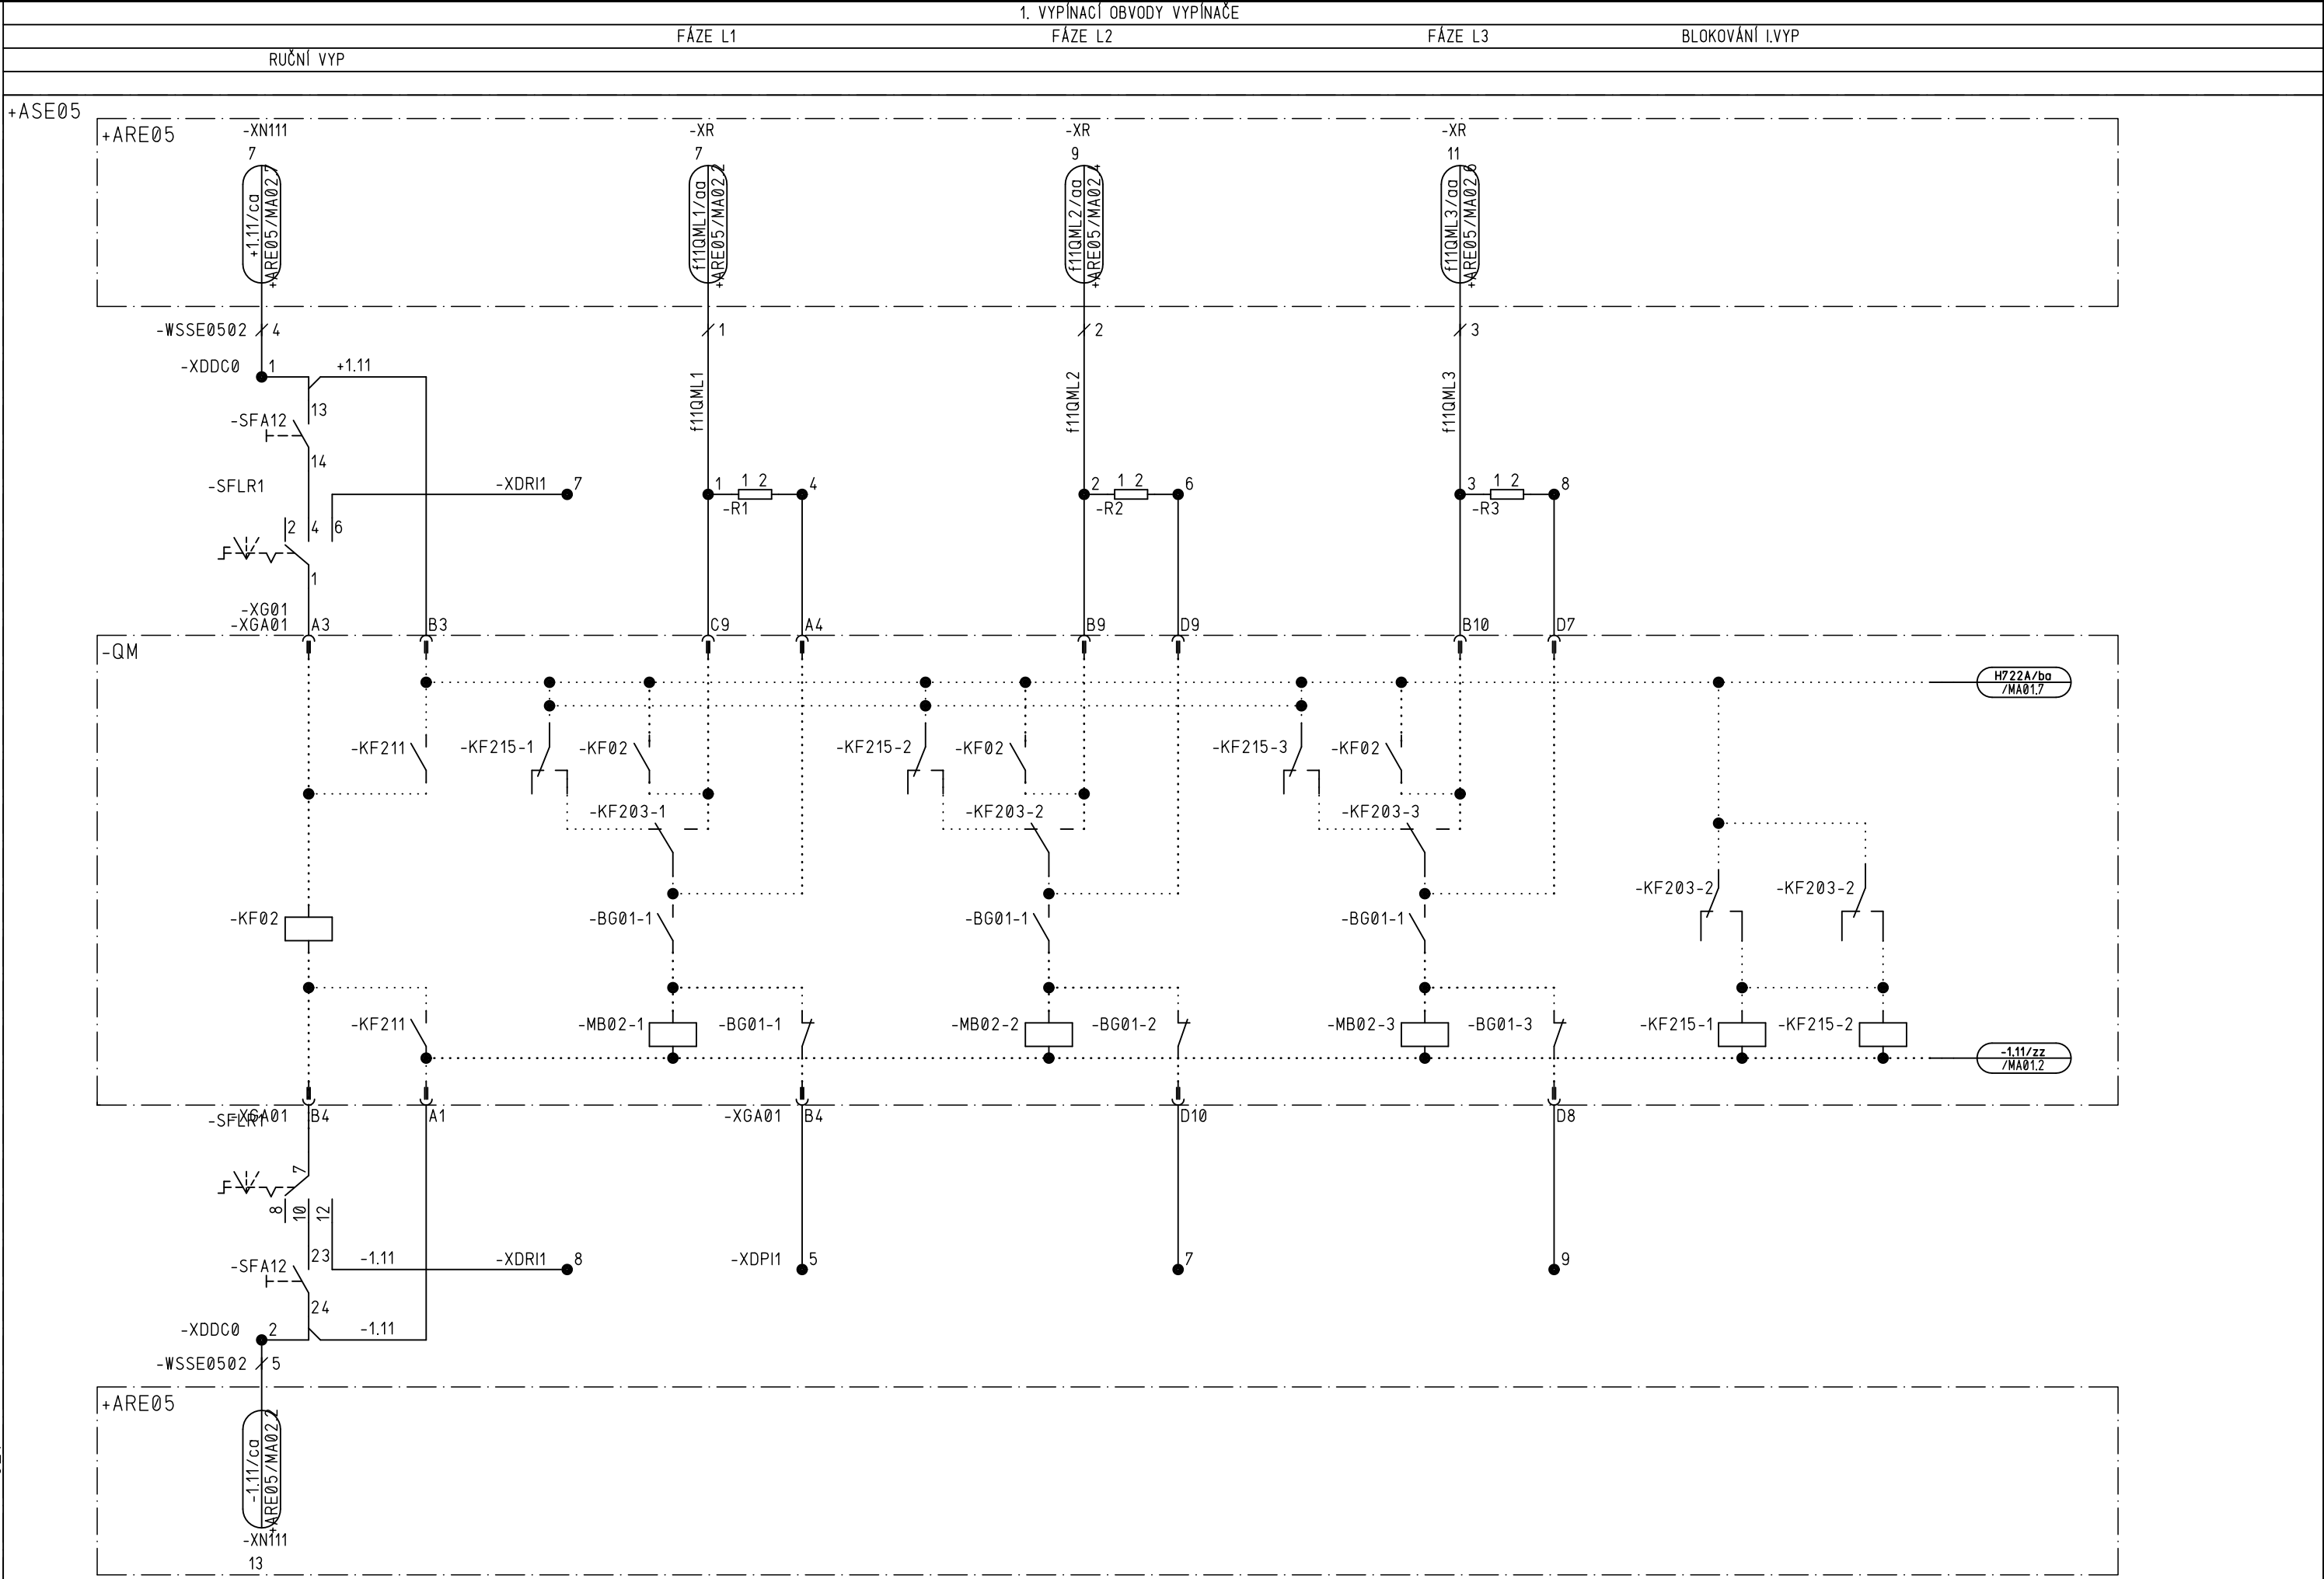 1. VYPÍNACÍ OBVODY VYPÍNAČE
FÁZE L1 FÁZE L2 FÁZE L3 BLOKOVÁNÍ I.VYP
RUČNÍ VYP
+ASE05
+ARE05 -XN111 -XR -XR -XR
7 7 9 11
+1.11/ca
+ARE05/MA02.
f11QML1/aa
+ARE05/MA02.2
f11QML2/aa
+ARE05/MA02.4
f11QML3/aa
+ARE05/MA02.6
-WSSE0502 4 1 2 3
-XDDC0 1 +1.11
f11QML1 f11QML2 f11QML3
13
-SFA12
14
-SFLR1 -XDRI1 7 1 1 2 4 2 1 2 6 3 1 2 8
-R1 -R2 -R3
2 4 6
1
-XG01
-XGA01 A3 B3 C9 A4 B9 D9 B10 D7
-QM
H722A/ba
/MA01.7
-KF211 -KF215-1 -KF02 -KF215-2 -KF02 -KF215-3 -KF02
-KF203-1 -KF203-2 -KF203-3
-KF203-2 -KF203-2
-KF02 -BG01-1 -BG01-1 -BG01-1
-KF211 -MB02-1 -BG01-1 -MB02-2 -BG01-2 -MB02-3 -BG01-3 -KF215-1 -KF215-2
-1.11/zz
/MA01.2
-XGA01 B4 A1 -XGA01 B4 D10 D8
-SFLR1
7
8 10 12
23 -1.11 -XDRI1 8 -XDPI1 5 7 9
-SFA12
24
-XDDC0 2 -1.11
-WSSE0502 5
+ARE05
-1.11/ca
+ARE05/MA02.2
-XN111
13